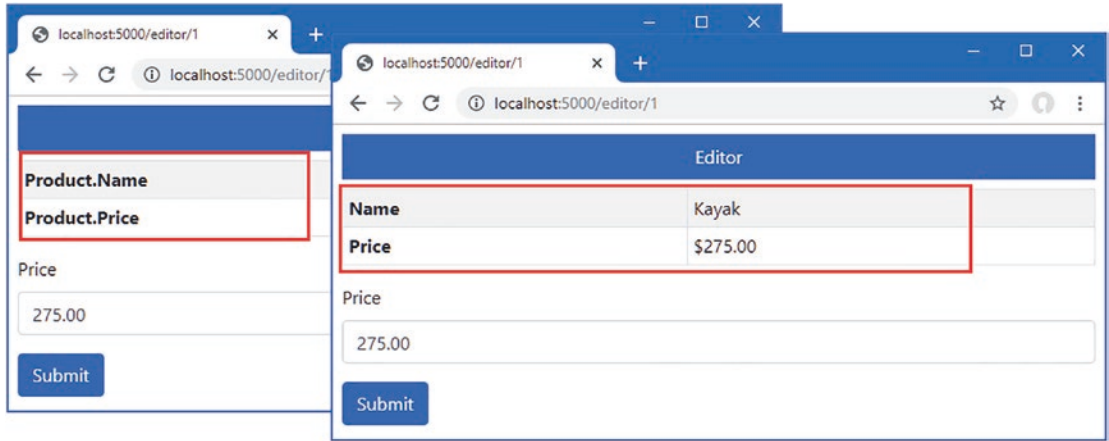 localhost:5000/editor/1
localhost:5000/editor/
Product.Name
Product.Price
Price
275.00
Submit
localhost:5000/editor/1
localhost:5000/editor/1
Editor
Name Kayak
Price $275.00
Price
275.00
Submit